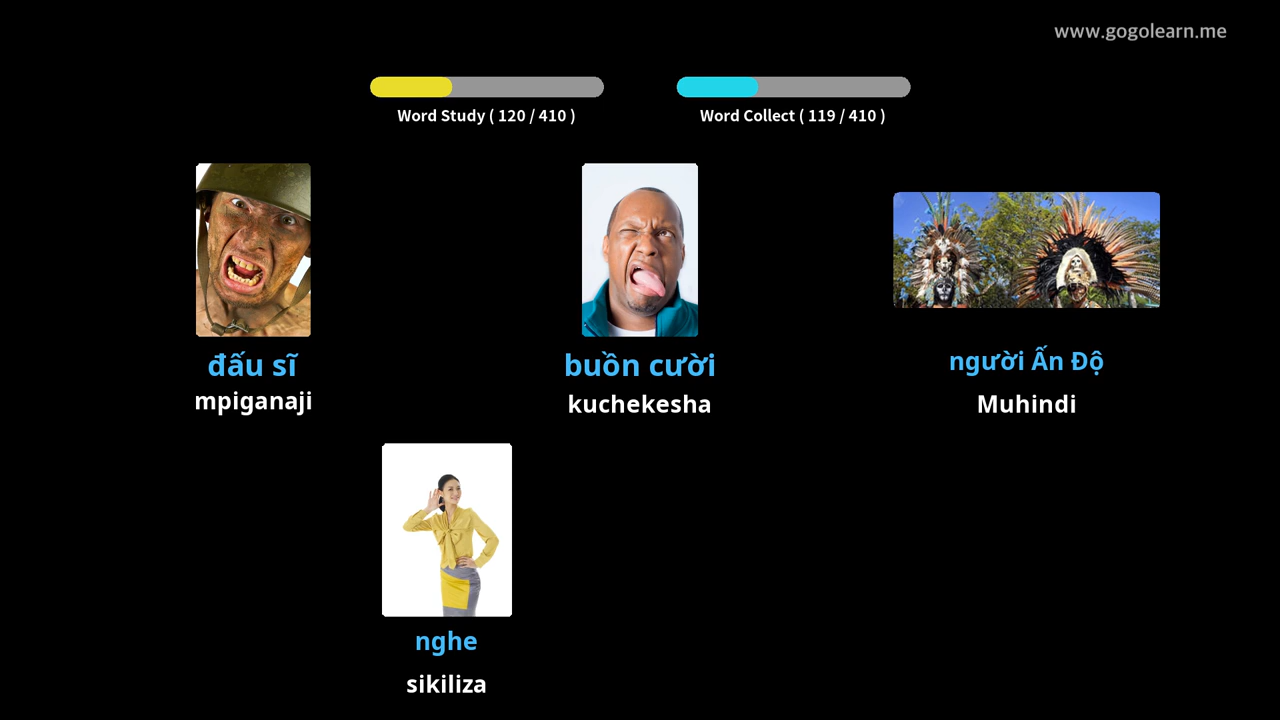 www.gogolearn.me
Word Study ( 120 / 410 )
Word Collect ( 119 / 410 )
đấu sĩ
mpiganaji
buồn cười
kuchekesha
người Ấn Độ
Muhindi
nghe
sikiliza